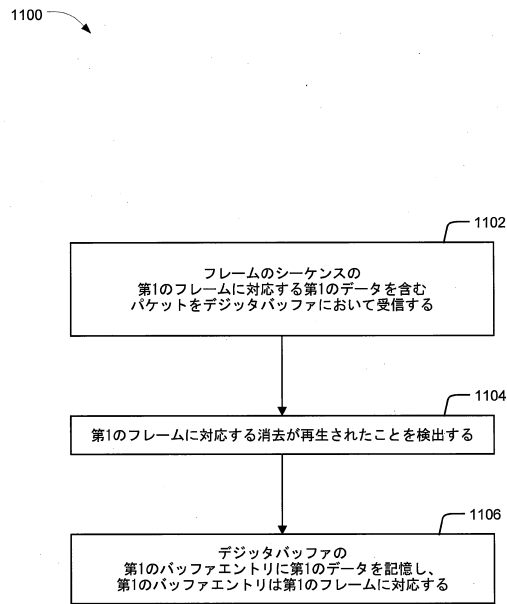 1100
1102
フレームのシーケンスの
第1のフレームに対応する第1のデータを含む
パケットをデジッタバッファにおいて受信する
1104
第1のフレームに対応する消去が再生されたことを検出する
1106
デジッタバッファの
第1のバッファエントリに第1のデータを記憶し、
第1のバッファエントリは第1のフレームに対応する